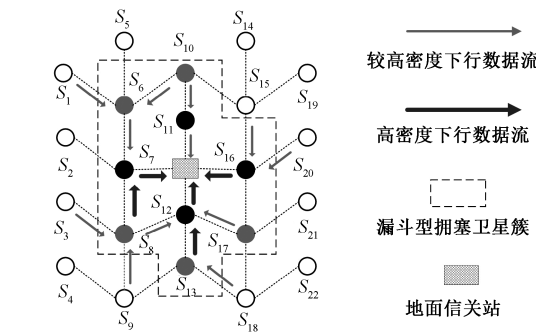 S5
S14
S10
S1
S6
S15
S19
S11
S2
S7
S16
S20
S12
S3
S8
S17
S21
S4
S13
S9
S18
S22
较高密度下行数据流
高密度下行数据流
漏斗型拥塞卫星簇
地面信关站